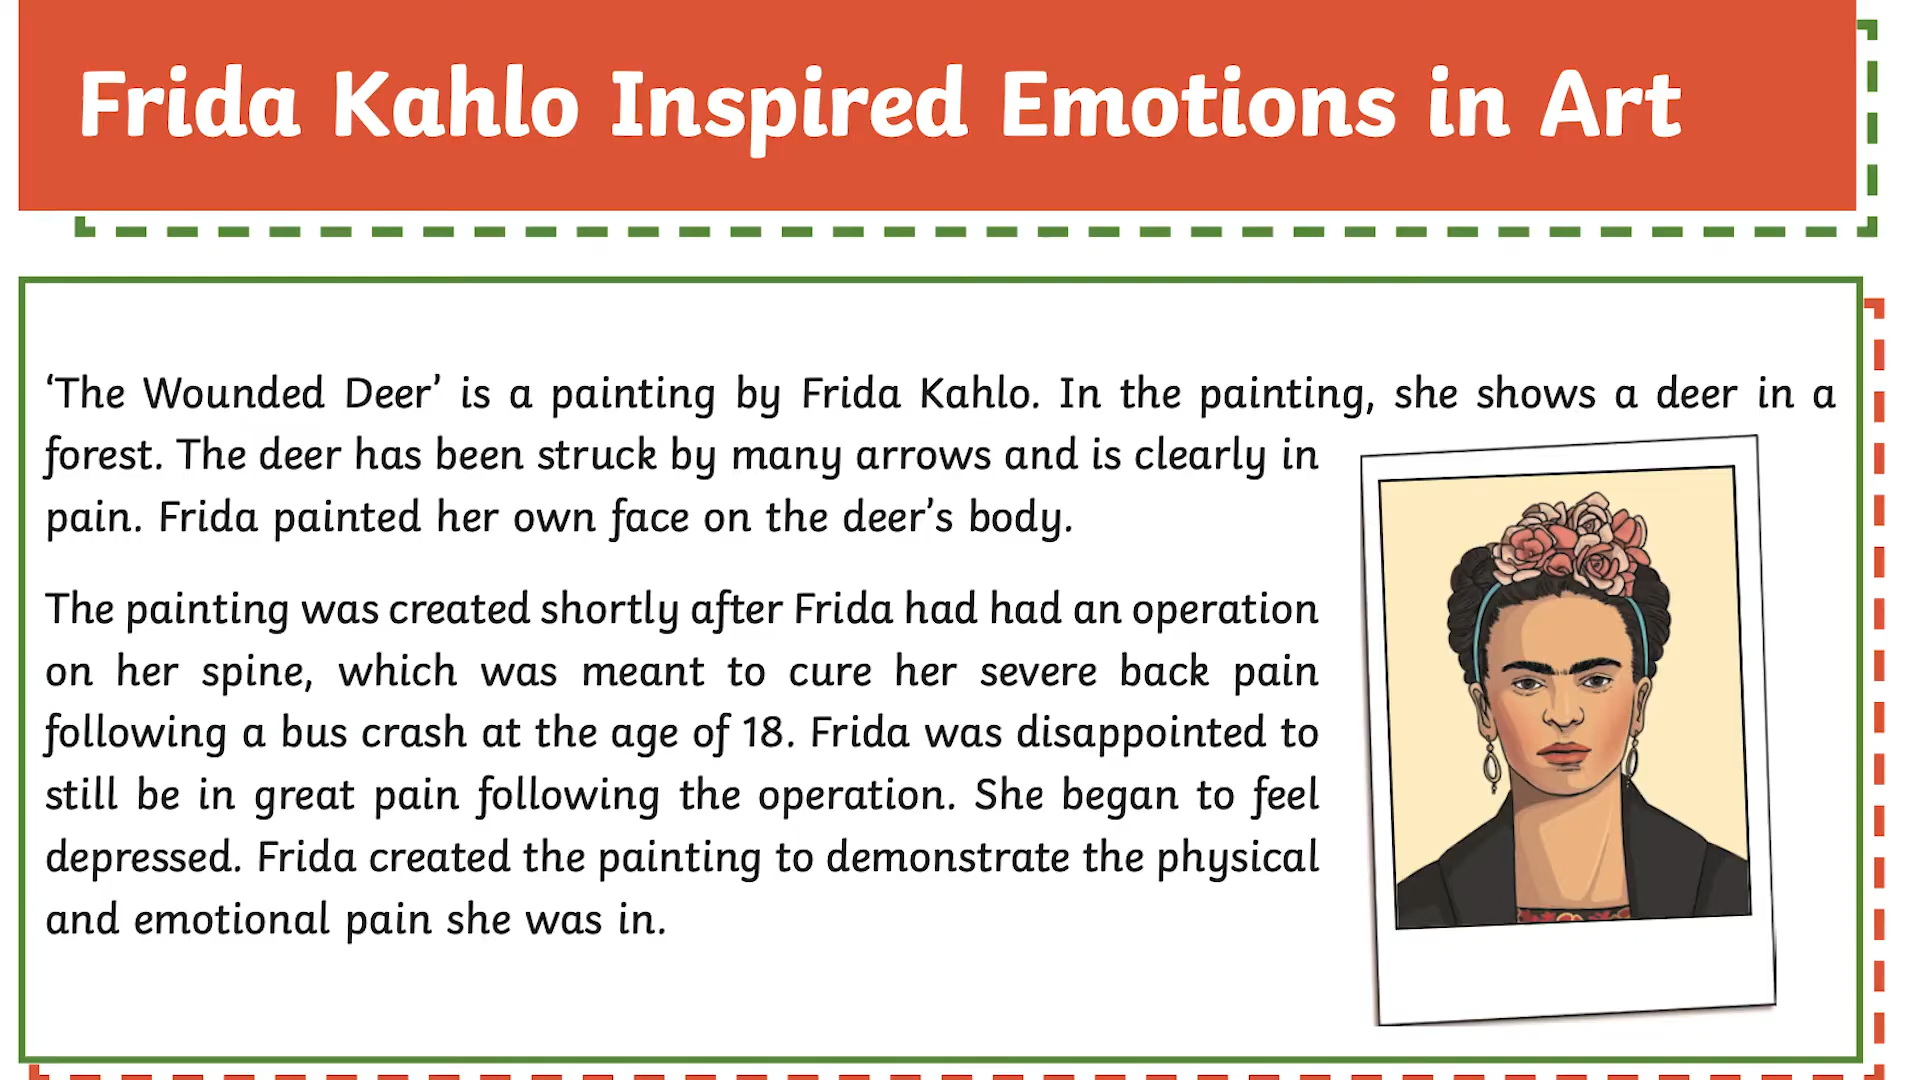 Frida Kahlo Inspired Emotions in Art
‘The Wounded Deer’ is a painting by Frida Kahlo. In the painting, she shows a deer in a
forest. The deer has been struck by many arrows and is clearly in
pain. Frida painted her own face on the deer’s body.
The painting was created shortly after Frida had had an operation
on her spine, which was meant to cure her severe back pain
following a bus crash at the age of 18. Frida was disappointed to
still be in great pain following the operation. She began to feel
depressed. Frida created the painting to demonstrate the physical
and emotional pain she was in.